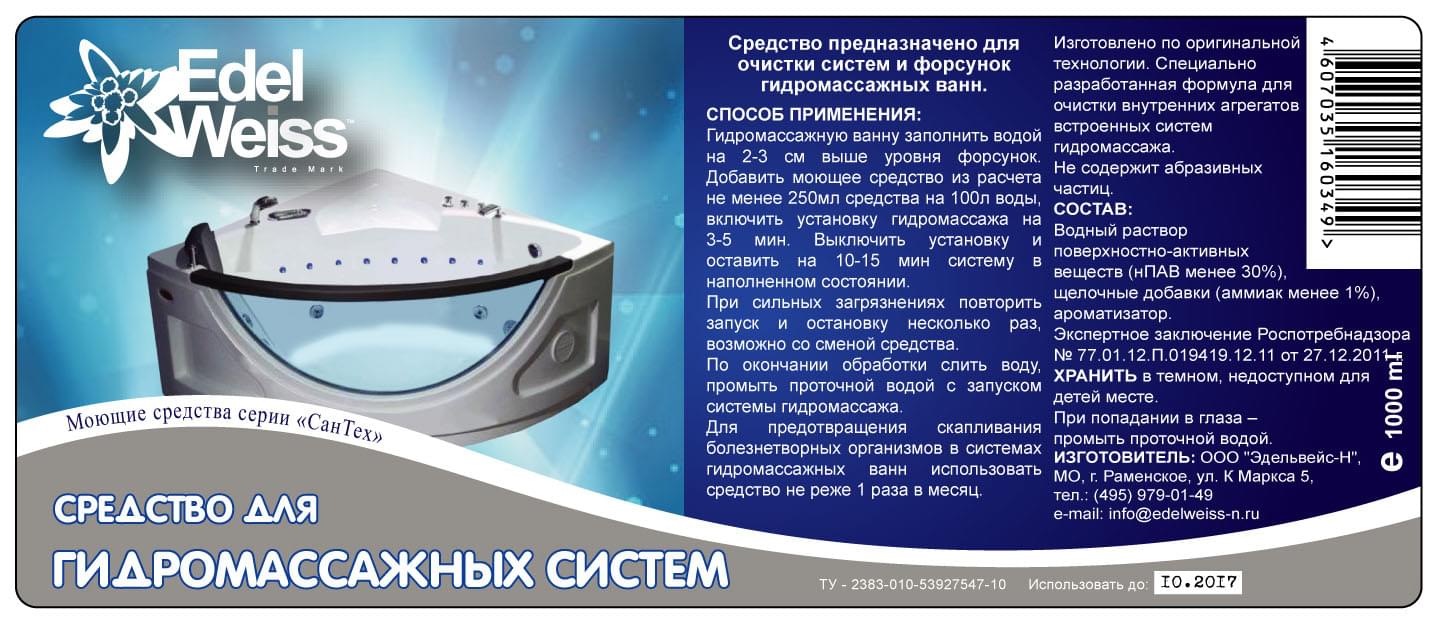 Edel
Weiss™
Trade Mark
Моющие средства серии «СанТех»
СРЕДСТВО ДЛЯ
ГИДРОМАССАЖНЫХ СИСТЕМ
Средство предназначено для
очистки систем и форсунок
гидромассажных ванн.
СПОСОБ ПРИМЕНЕНИЯ:
Гидромассажную ванну заполнить водой
на 2-3 см выше уровня форсунок.
Добавить моющее средство из расчета
не менее 250мл средства на 100л воды,
включить установку гидромассажа на
3-5 мин. Выключить установку и
оставить на 10-15 мин систему в
наполненном состоянии.
При сильных загрязнениях повторить
запуск и остановку несколько раз,
возможно со сменой средства.
По окончании обработки слить воду,
промыть проточной водой с запуском
системы гидромассажа.
Для предотвращения скапливания
болезнетворных организмов в системах
гидромассажных ванн использовать
средство не реже 1 раза в месяц.
Изготовлено по оригинальной
технологии. Специально
разработанная формула для
очистки внутренних агрегатов
встроенных систем
гидромассажа.
Не содержит абразивных
частиц.
СОСТАВ:
Водный раствор
поверхностно-активных
веществ (нПАВ менее 30%),
щелочные добавки (аммиак менее 1%),
ароматизатор.
Экспертное заключение Роспотребнадзора
№ 77.01.12.П.019419.12.11 от 27.12.2011г.
ХРАНИТЬ в темном, недоступном для
детей месте.
При попадании в глаза –
промыть проточной водой.
ИЗГОТОВИТЕЛЬ: ООО "Эдельвейс-Н",
МО, г. Раменское, ул. К Маркса 5,
тел.: (495) 979-01-49
e-mail: info@edelweiss-n.ru
4 607035 160349 >
e 1000 ml
ТУ - 2383-010-53927547-10 Использовать до: 10.2017